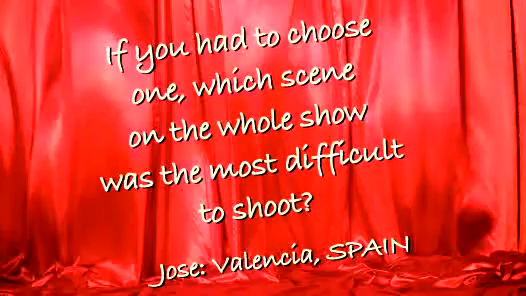 If you had to choose
one, which scene
on the whole show
was the most difficult
to shoot?
Jose: Valencia, SPAIN